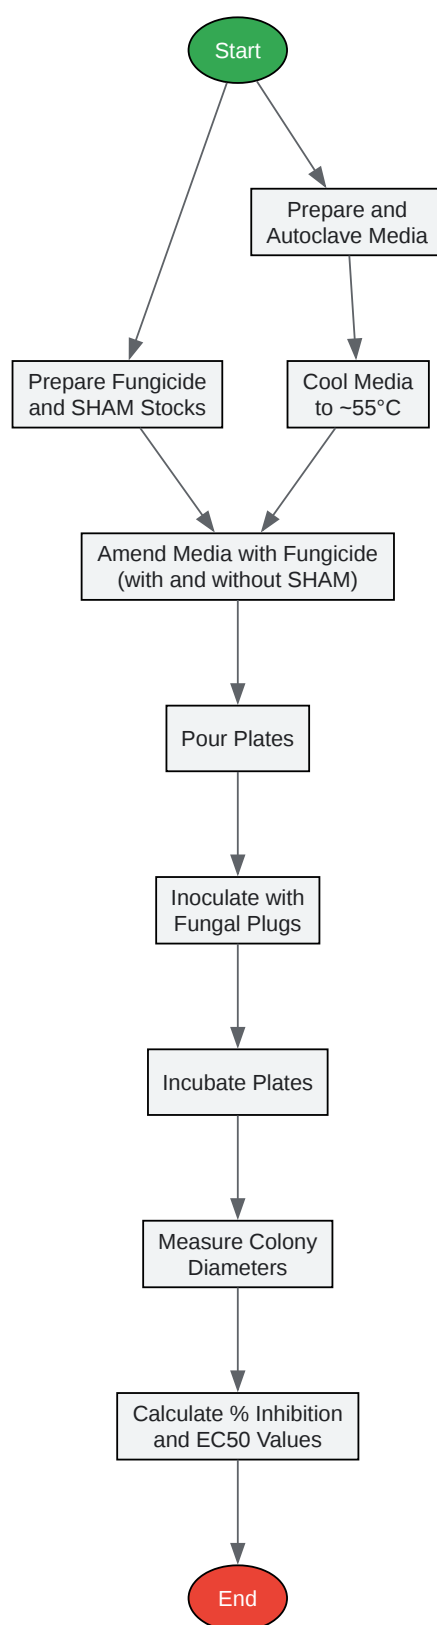 Start
Prepare and
Autoclave Media
Prepare Fungicide
and SHAM Stocks
Cool Media
to ~55°C
Amend Media with Fungicide
(with and without SHAM)
Pour Plates
Inoculate with
Fungal Plugs
Incubate Plates
Measure Colony
Diameters
Calculate % Inhibition
and EC50 Values
End